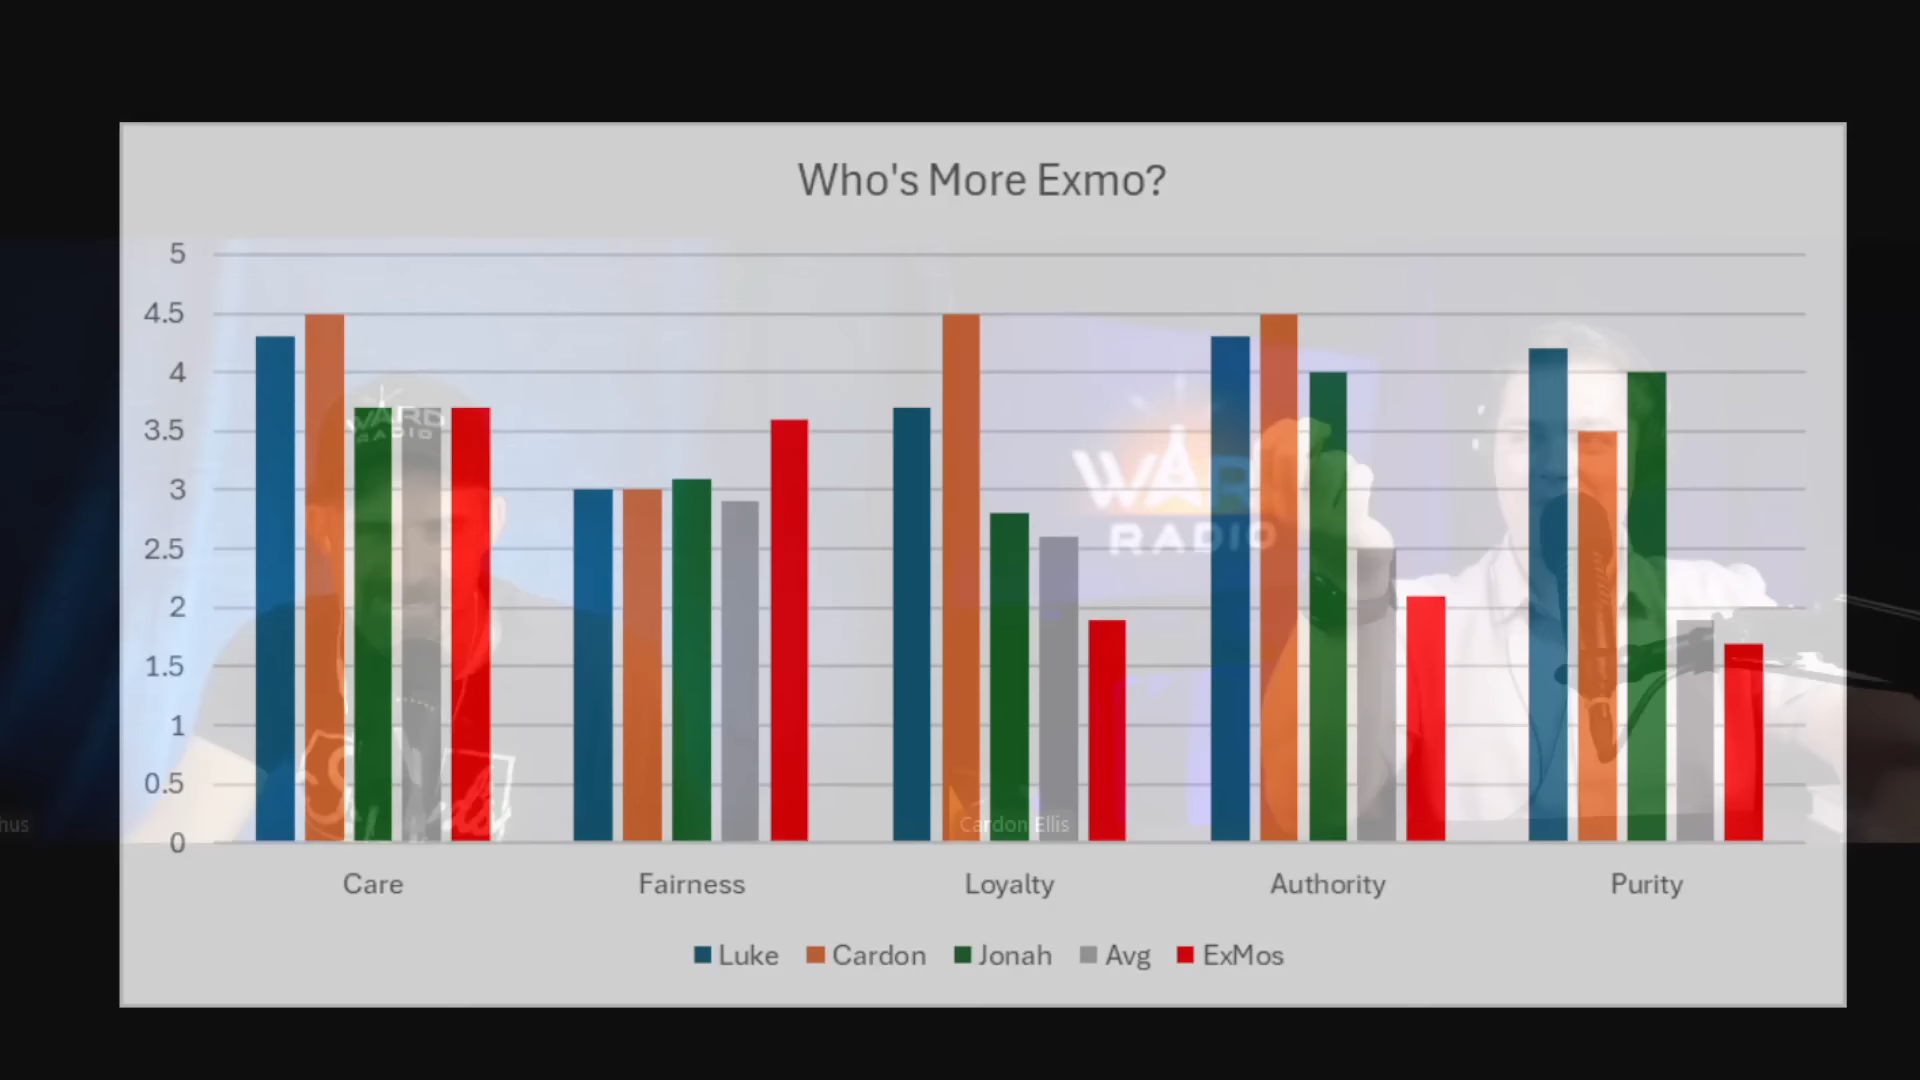 Who's More Exmo?
5
4.5
4
3.5
3
2.5
2
1.5
1
0.5
0
WARD
RADIO
WARD
RADIO
hus
Cardon Ellis
Care Fairness Loyalty Authority Purity
Luke Cardon Jonah Avg ExMos